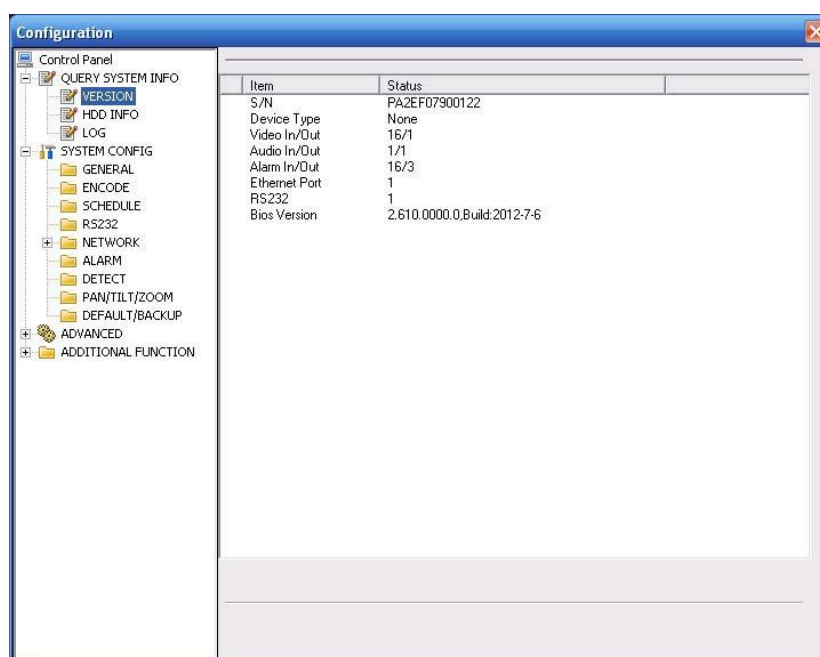 Configuration
Control Panel
QUERY SYSTEM INFO
VERSION
HDD INFO
LOG
SYSTEM CONFIG
GENERAL
ENCODE
SCHEDULE
RS232
NETWORK
ALARM
DETECT
PAN/TILT/ZOOM
DEFAULT/BACKUP
ADVANCED
ADDITIONAL FUNCTION
Item Status
S/N PA2EF07900122
Device Type None
Video In/Out 16/1
Audio In/Out 1/1
Alarm In/Out 16/3
Ethernet Port 1
RS232 1
Bios Version 2.610.0000.0,Build:2012-7-6